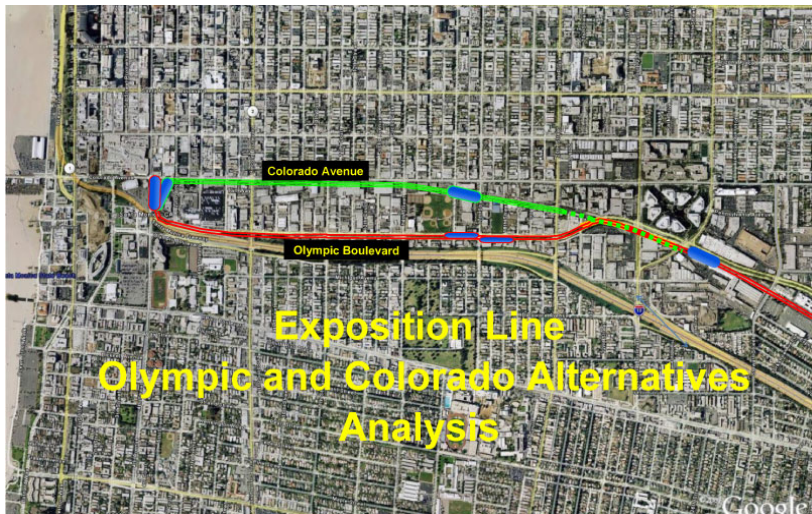 Colorado Avenue
Olympic Boulevard
Exposition Line
Olympic and Colorado Alternatives
Analysis
Google